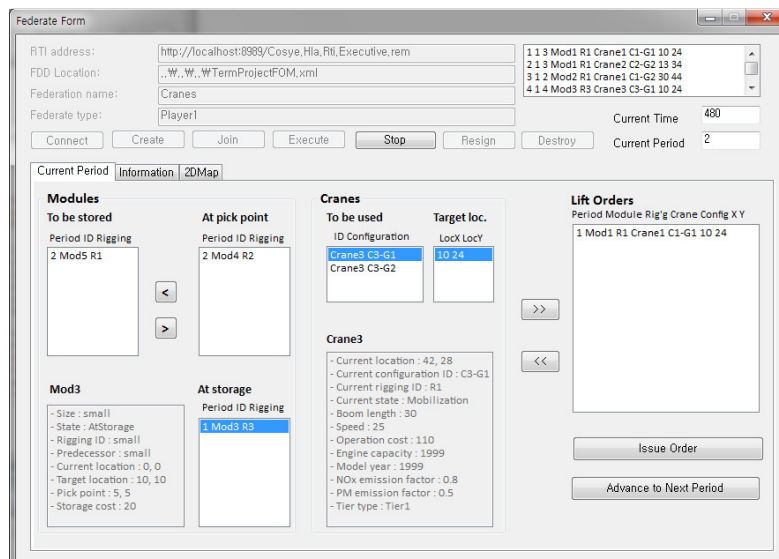 Federate Form
RTI address:
http://localhost:8989/Cosye,Hla,Rti,Executive,rem
FDD Location:
..₩..₩..₩TermProjectFOM,xml
Federation name:
Cranes
Federate type:
Player1
1 1 3 Mod1 R1 Crane1 C1-G1 10 24
2 1 3 Mod1 R1 Crane2 C2-G2 13 34
3 1 2 Mod2 R1 Crane1 C1-G2 30 44
4 1 4 Mod3 R3 Crane3 C3-G1 10 24
Current Time
480
Current Period
2
Connect
Create
Join
Execute
Stop
Resign
Destroy
Current Period
Information
2DMap
Modules
To be stored
Period ID Rigging
2 Mod5 R1
At pick point
Period ID Rigging
2 Mod4 R2
<
>
Mod3
- Size : small
- State : AtStorage
- Rigging ID : small
- Predecessor : small
- Current location : 0, 0
- Target location : 10, 10
- Pick point : 5, 5
- Storage cost : 20
At storage
Period ID Rigging
1 Mod3 R3
Cranes
To be used
ID Configuration
Crane3 C3-G1
Crane3 C3-G2
Target loc.
LocX LocY
10 24
Crane3
- Current location : 42, 28
- Current configuration ID : C3-G1
- Current rigging ID : R1
- Current state : Mobilization
- Boom length : 30
- Speed : 25
- Operation cost : 110
- Engine capacity : 1999
- Model year : 1999
- NOx emission factor : 0.8
- PM emission factor : 0.5
- Tier type : Tier1
>>
<<
Lift Orders
Period Module Rig'g Crane Config X Y
1 Mod1 R1 Crane1 C1-G1 10 24
Issue Order
Advance to Next Period